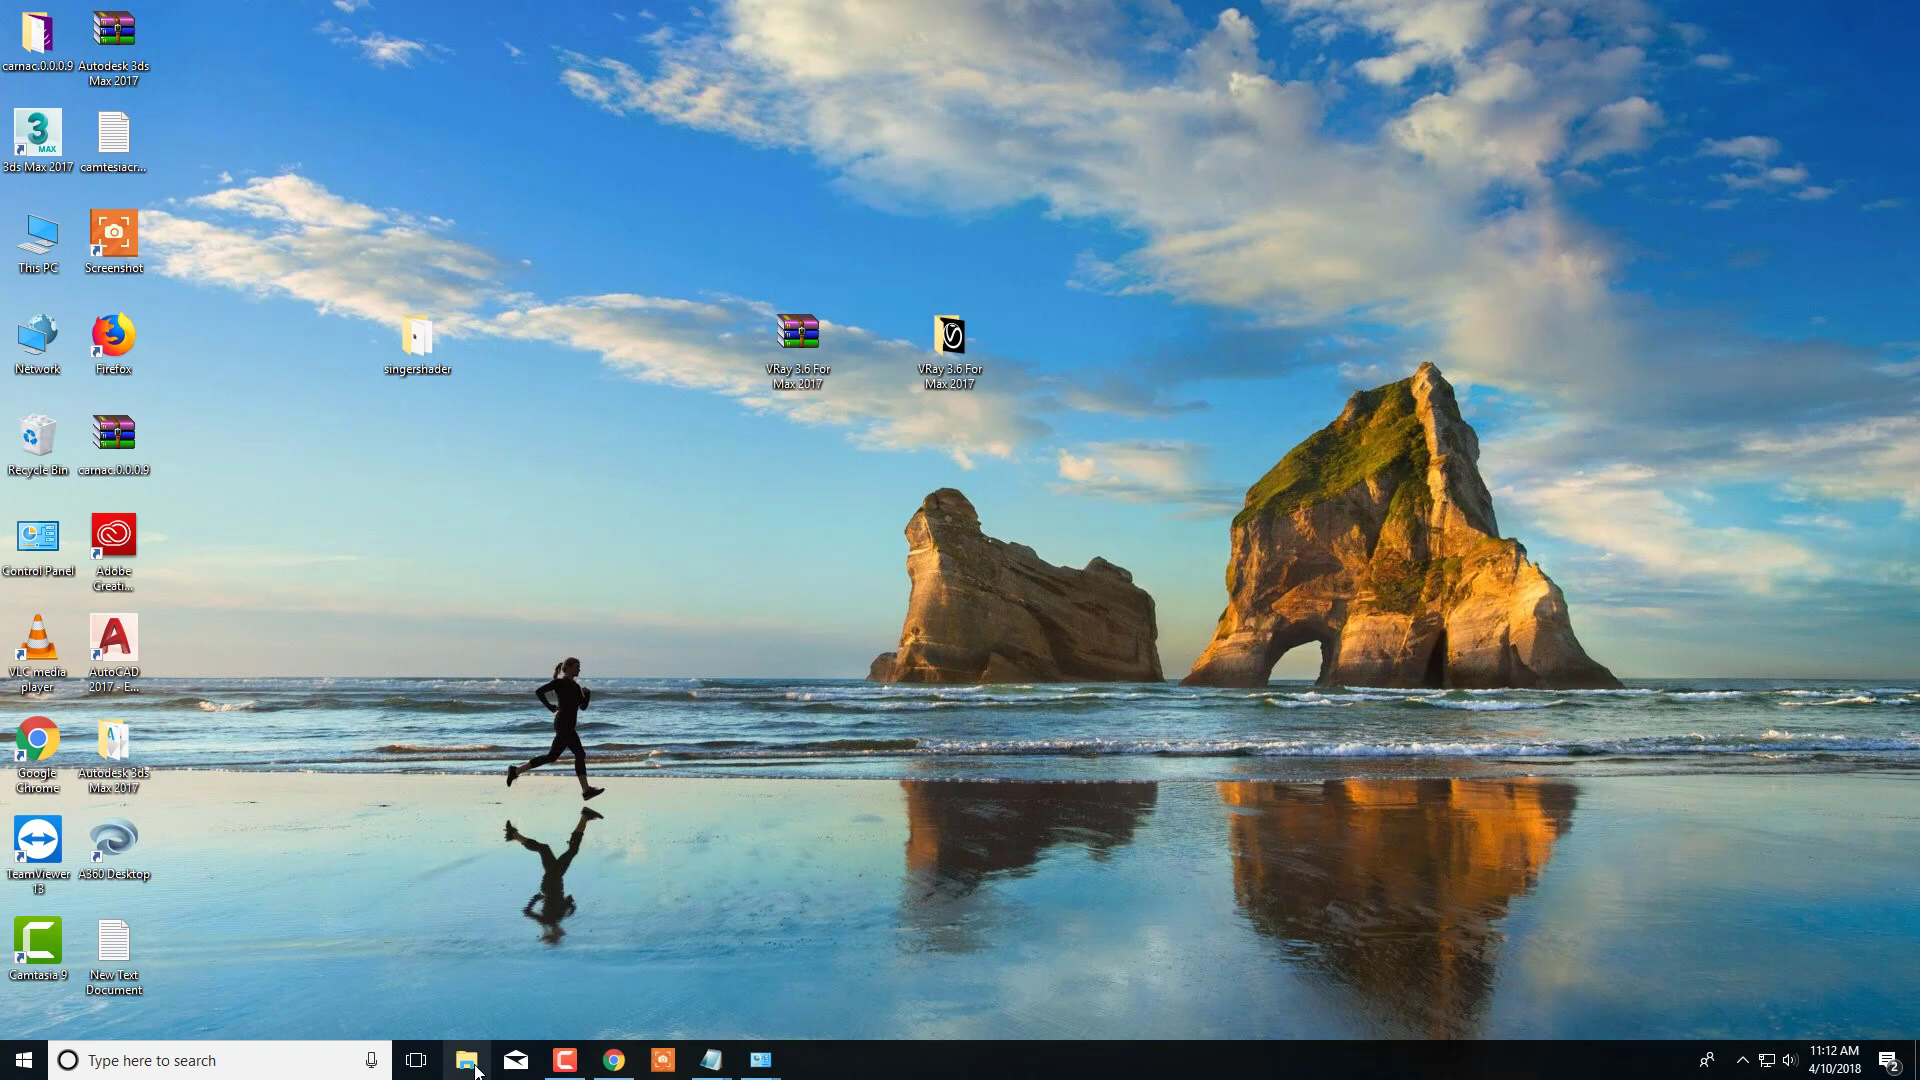 carnac.0.0.0.9
Autodesk 3ds
Max 2017
3
MAX
3ds Max 2017
camtesiacr...
This PC
Screenshot
Network
Firefox
singershader
VRay 3.6 For
Max 2017
VRay 3.6 For
Max 2017
Recycle Bin
carnac.0.0.0.9
Control Panel
Adobe
Creati...
VLC media
player
AutoCAD
2017 - E...
Google
Chrome
Autodesk 3ds
Max 2017
TeamViewer
13
A360 Desktop
Camtasia 9
New Text
Document
Type here to search
11:12 AM
4/10/2018
2